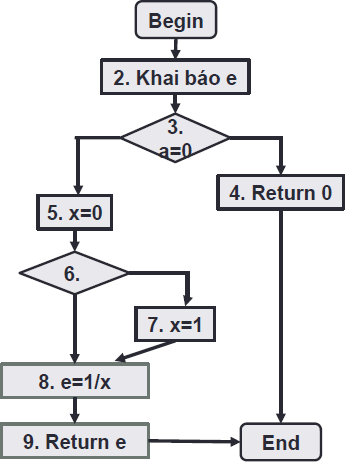 Begin
2. Khai báo e
3.
a=0
4. Return 0
5. x=0
6.
7. x=1
8. e=1/x
9. Return e
End